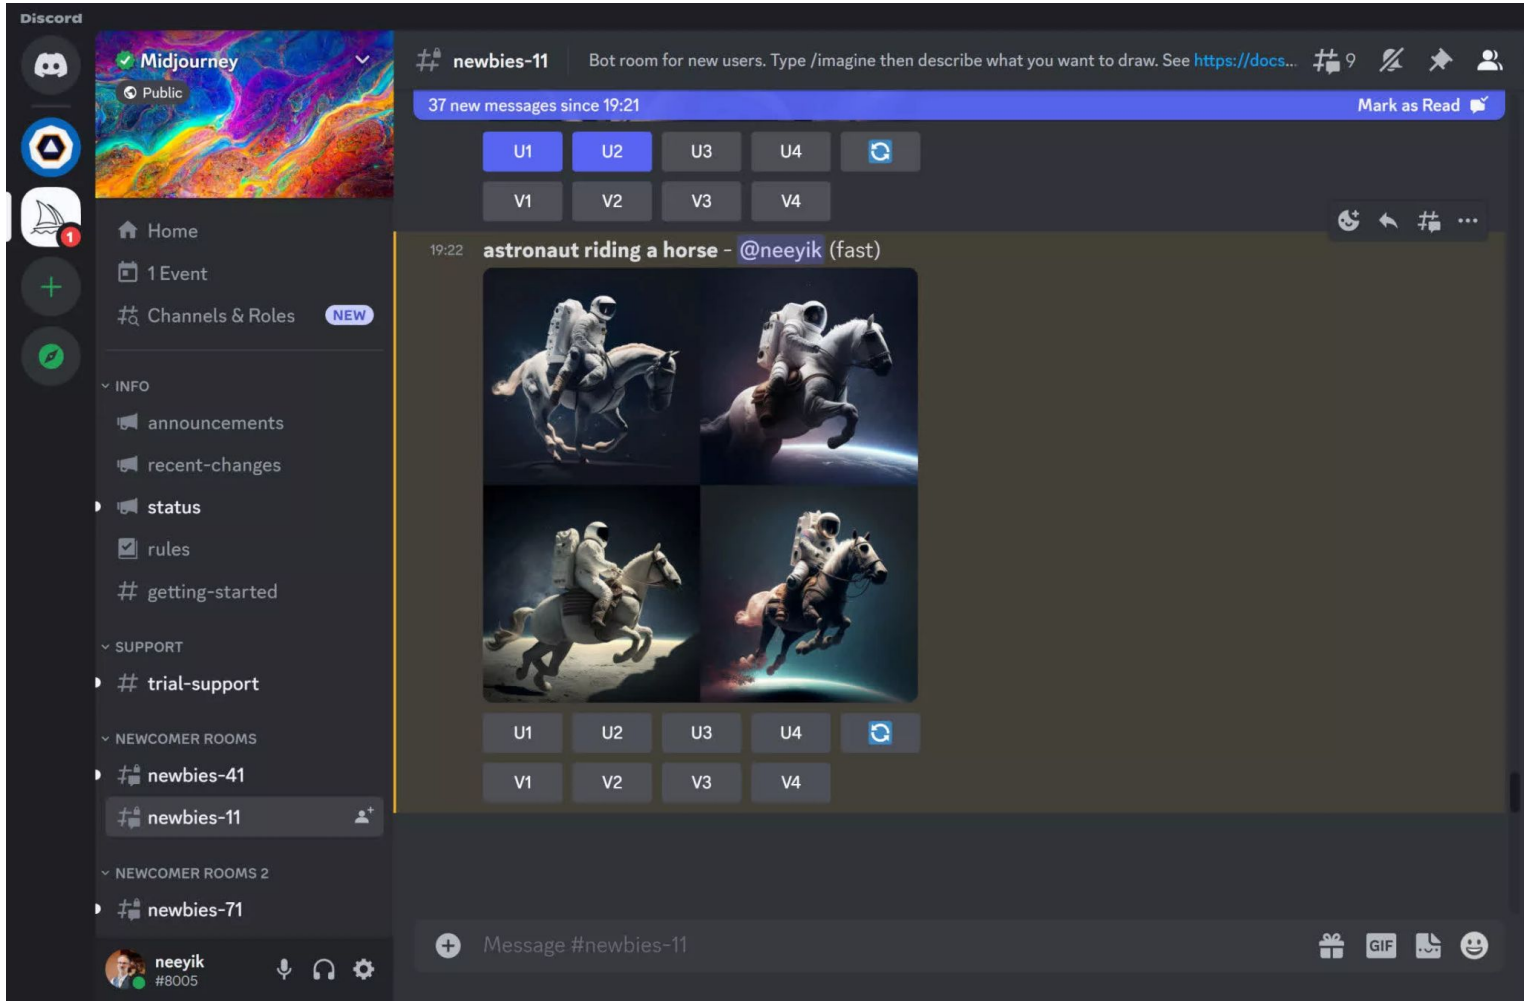 Discord
Midjourney
Public
Home
1 Event
Channels & Roles NEW
INFO
announcements
recent-changes
status
rules
getting-started
SUPPORT
trial-support
NEWCOMER ROOMS
newbies-41
newbies-11
NEWCOMER ROOMS 2
newbies-71
neeyik
#8005
1
newbies-11 Bot room for new users. Type /imagine then describe what you want to draw. See https://docs... 9
37 new messages since 19:21 Mark as Read
U1 U2 U3 U4
V1 V2 V3 V4
19:22 astronaut riding a horse - @neeyik (fast)
U1 U2 U3 U4
V1 V2 V3 V4
Message #newbies-11 GIF